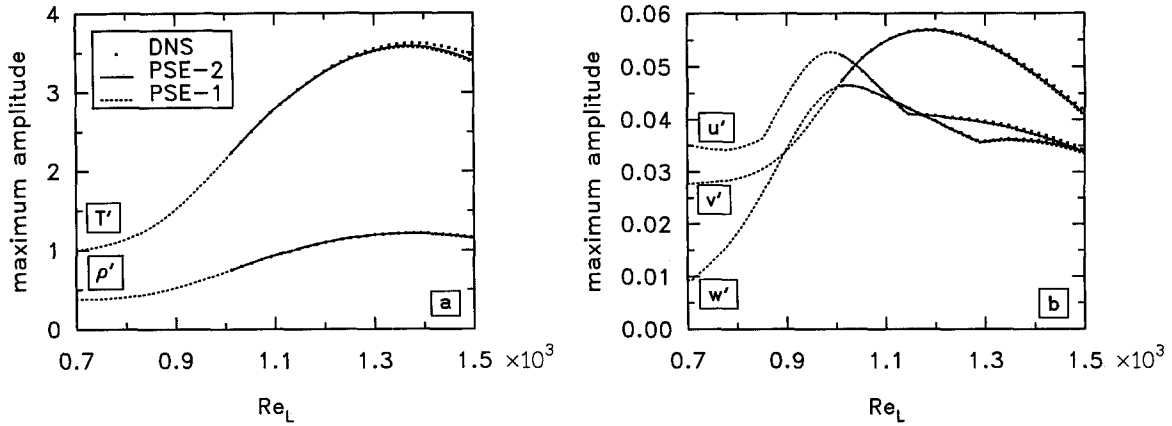 4
3
2
1
0
maximum amplitude
DNS
PSE-2
PSE-1
T'
ρ'
a
0.7 0.9 1.1 1.3 1.5 ×10³
Re_L
0.06
0.05
0.04
0.03
0.02
0.01
0.00
maximum amplitude
u'
v'
w'
b
0.7 0.9 1.1 1.3 1.5 ×10³
Re_L